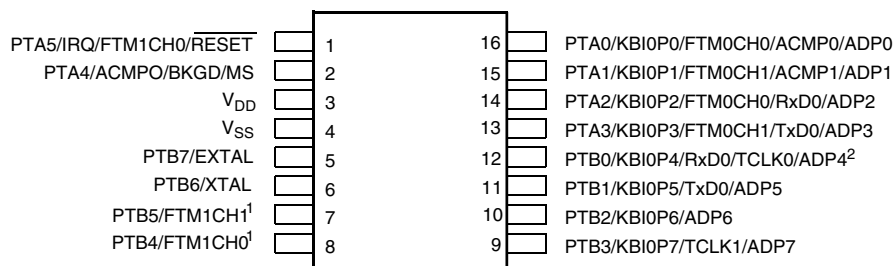 PTA5/IRQ/FTM1CH0/RESET 1 16 PTA0/KBI0P0/FTM0CH0/ACMP0/ADP0
PTA4/ACMPO/BKGD/MS 2 15 PTA1/KBI0P1/FTM0CH1/ACMP1/ADP1
VDD 3 14 PTA2/KBI0P2/FTM0CH0/RxD0/ADP2
VSS 4 13 PTA3/KBI0P3/FTM0CH1/TxD0/ADP3
PTB7/EXTAL 5 12 PTB0/KBI0P4/RxD0/TCLK0/ADP4²
PTB6/XTAL 6 11 PTB1/KBI0P5/TxD0/ADP5
PTB5/FTM1CH1¹ 7 10 PTB2/KBI0P6/ADP6
PTB4/FTM1CH0¹ 8 9 PTB3/KBI0P7/TCLK1/ADP7